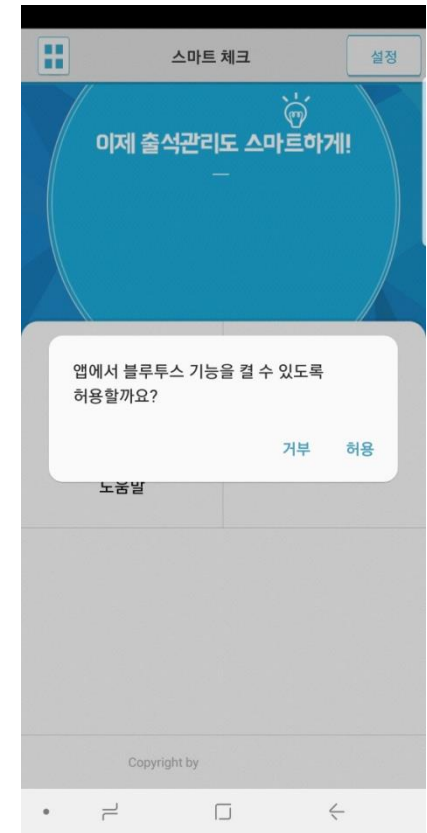 스마트 체크
설정
이제 출석관리도 스마트하게!
앱에서 블루투스 기능을 켤 수 있도록
허용할까요?
거부 허용
도움말
Copyright by